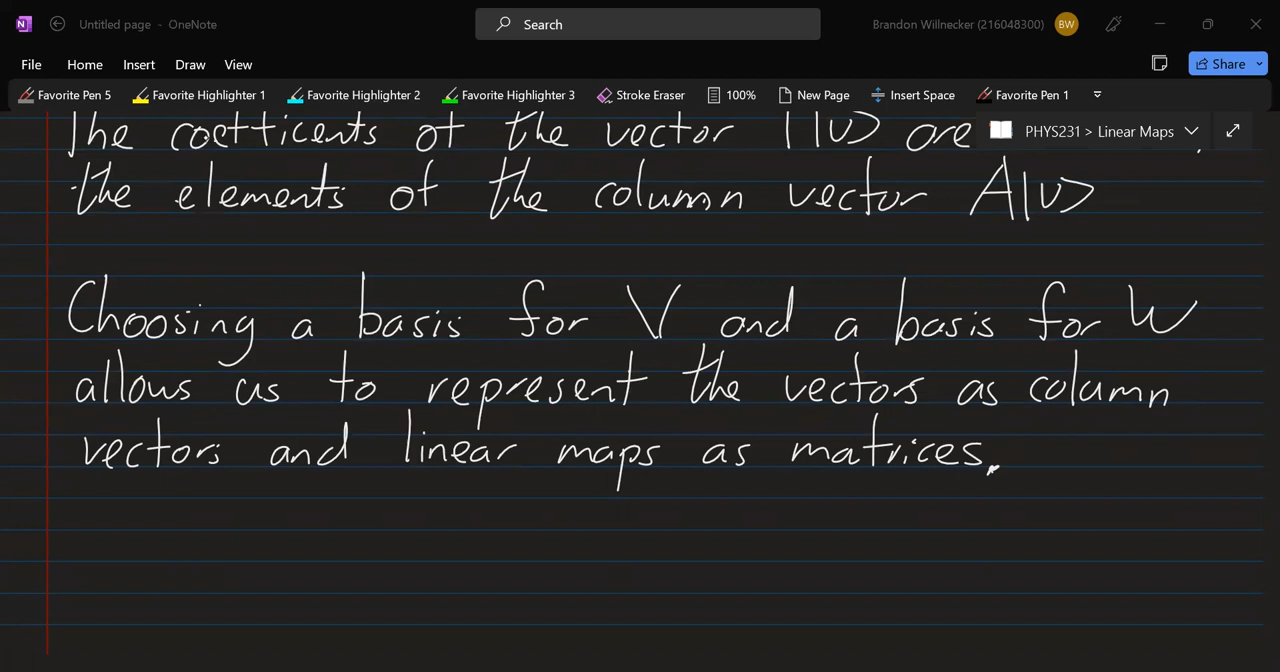 Untitled page - OneNote
Search
Brandon Willnecker (216048300)
BW
File Home Insert Draw View
Share
Favorite Pen 5 Favorite Highlighter 1 Favorite Highlighter 2 Favorite Highlighter 3 Stroke Eraser 100% New Page Insert Space Favorite Pen 1
PHYS231 > Linear Maps
The coefficents of the vector T|v> are
the elements of the column vector A|v>
Choosing a basis for V and a basis for W
allows us to represent the vectors as column
vectors and linear maps as matrices.